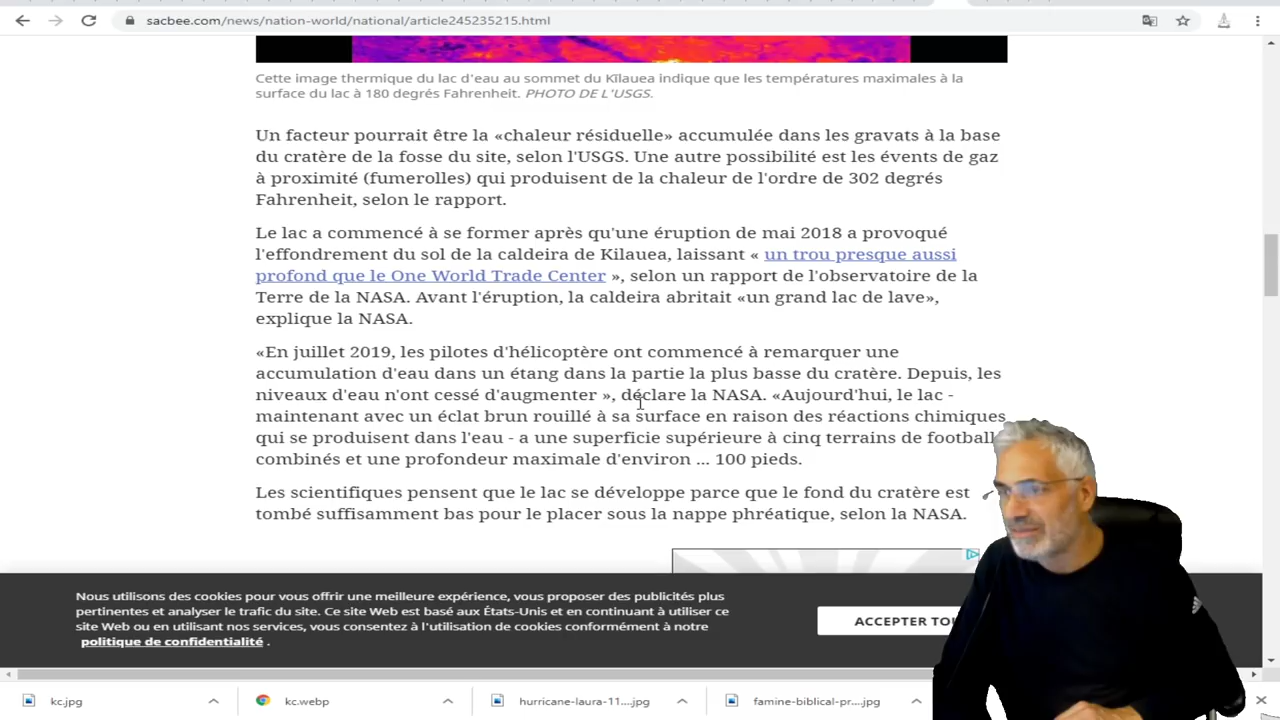 sacbee.com/news/nation-world/national/article245235215.html
Cette image thermique du lac d'eau au sommet du Kīlauea indique que les températures maximales à la
surface du lac à 180 degrés Fahrenheit. PHOTO DE L'USGS.
Un facteur pourrait être la «chaleur résiduelle» accumulée dans les gravats à la base
du cratère de la fosse du site, selon l'USGS. Une autre possibilité est les évents de gaz
à proximité (fumerolles) qui produisent de la chaleur de l'ordre de 302 degrés
Fahrenheit, selon le rapport.
Le lac a commencé à se former après qu'une éruption de mai 2018 a provoqué
l'effondrement du sol de la caldeira de Kilauea, laissant « un trou presque aussi
profond que le One World Trade Center », selon un rapport de l'observatoire de la
Terre de la NASA. Avant l'éruption, la caldeira abritait «un grand lac de lave»,
explique la NASA.
«En juillet 2019, les pilotes d'hélicoptère ont commencé à remarquer une
accumulation d'eau dans un étang dans la partie la plus basse du cratère. Depuis, les
niveaux d'eau n'ont cessé d'augmenter », déclare la NASA. «Aujourd'hui, le lac -
maintenant avec un éclat brun rouillé à sa surface en raison des réactions chimiques
qui se produisent dans l'eau - a une superficie supérieure à cinq terrains de football
combinés et une profondeur maximale d'environ ... 100 pieds.
Les scientifiques pensent que le lac se développe parce que le fond du cratère est
tombé suffisamment bas pour le placer sous la nappe phréatique, selon la NASA.
Nous utilisons des cookies pour vous offrir une meilleure expérience, vous proposer des publicités plus
pertinentes et analyser le trafic du site. Ce site Web est basé aux États-Unis et en continuant à utiliser ce
site Web ou en utilisant nos services, vous consentez à l'utilisation de cookies conformément à notre
politique de confidentialité .
ACCEPTER TOU
kc.jpg
kc.webp
hurricane-laura-11....jpg
famine-biblical-pr....jpg